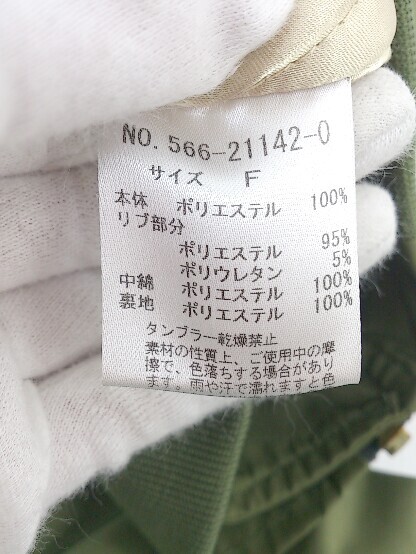 NO. 566-21142-0
サイズ F
本体 ポリエステル 100%
リブ部分
ポリエステル 95%
ポリウレタン 5%
中綿 ポリエステル 100%
裏地 ポリエステル 100%
タンブラー乾燥禁止
素材の性質上、ご使用中の摩
擦で、色落ちする場合があり
ます。雨や汗で濡れますと色